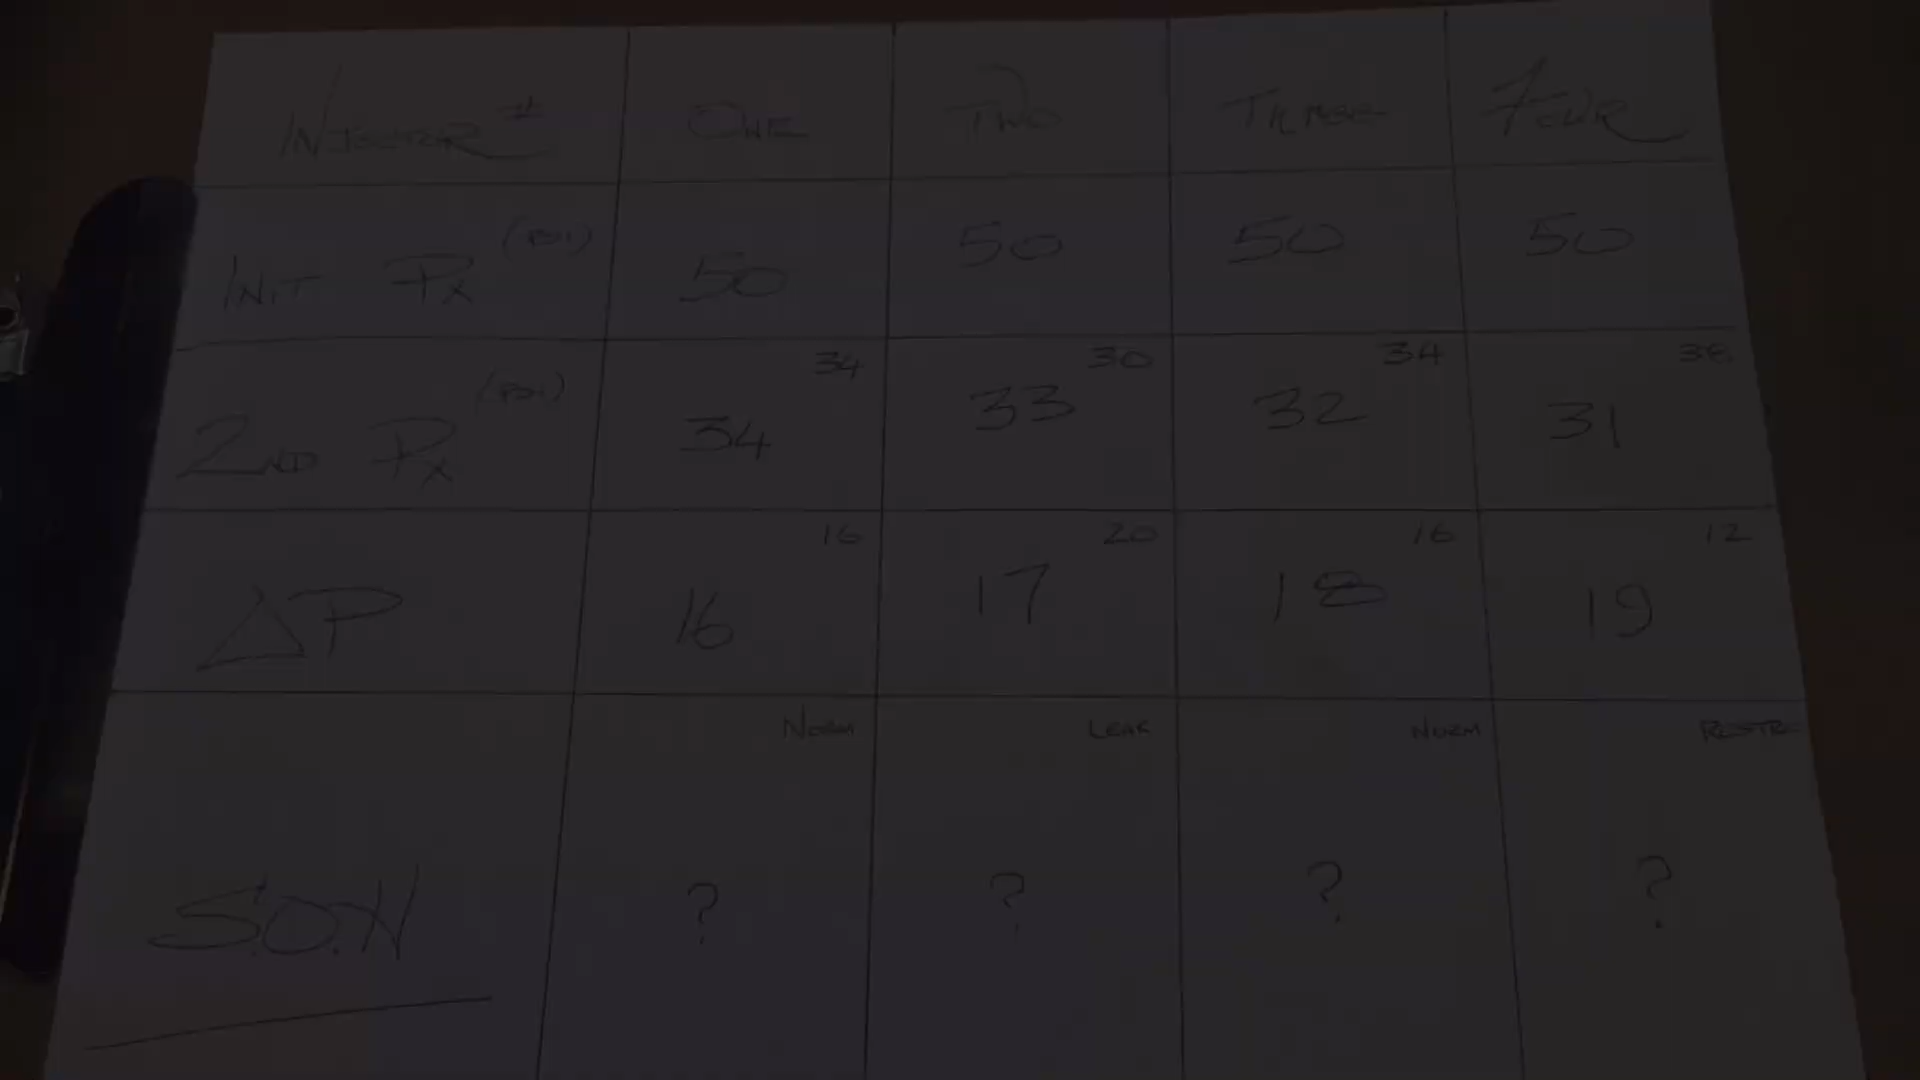 INJECTOR # ONE TWO THREE FOUR
INIT PX (PSI) 50 50 50 50
34 30 34 38
2ND PX (PSI) 34 33 32 31
16 20 16 12
ΔP 16 17 18 19
NORM LEAK NORM RESTR
S.O.H ? ? ? ?